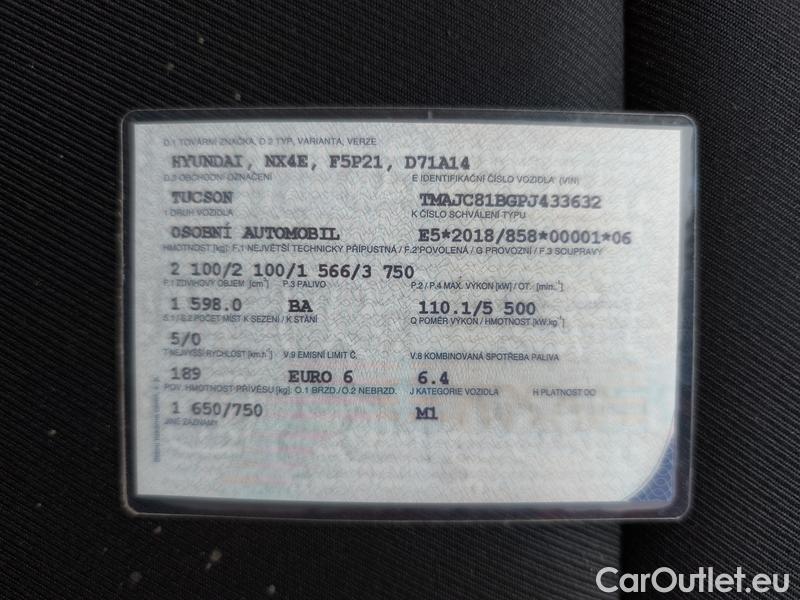 D.1 TOVÁRNÍ ZNAČKA, D.2 TYP, VARIANTA, VERZE
HYUNDAI, NX4E, F5P21, D71A14
D.3 OBCHODNÍ OZNAČENÍ E IDENTIFIKAČNÍ ČÍSLO VOZIDLA (VIN)
TUCSON TMAJC81BGPJ433632
1 DRUH VOZIDLA K ČÍSLO SCHVÁLENÍ TYPU
OSOBNÍ AUTOMOBIL E5*2018/858*00001*06
HMOTNOST [kg]: F.1 NEJVĚTŠÍ TECHNICKY PŘÍPUSTNÁ / F.2 POVOLENÁ / G PROVOZNÍ / F.3 SOUPRAVY
2 100/2 100/1 566/3 750
P.1 ZDVIHOVÝ OBJEM [cm³] P.3 PALIVO P.2 / P.4 MAX. VÝKON [kW] / OT. [min.⁻¹]
1 598.0 BA 110.1/5 500
S.1 / S.2 POČET MÍST K SEZENÍ / K STÁNÍ Q POMĚR VÝKON / HMOTNOST [kW.kg⁻¹]
5/0
T NEJVYŠŠÍ RYCHLOST [km.h⁻¹] V.9 EMISNÍ LIMIT Č. V.8 KOMBINOVANÁ SPOTŘEBA PALIVA
189 EURO 6 6.4
POV. HMOTNOST PŘÍVĚSU [kg]: O.1 BRZD./O.2 NEBRZD. J KATEGORIE VOZIDLA H PLATNOST DO
1 650/750 M1
JINÉ ZÁZNAMY
CarOutlet.eu